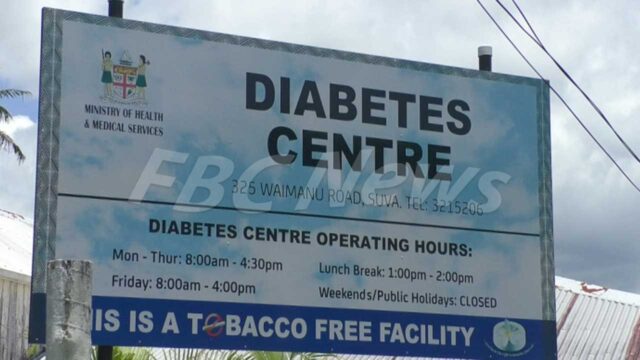 MINISTRY OF HEALTH
& MEDICAL SERVICES
DIABETES
CENTRE
FBC News
325 WAIMANU ROAD, SUVA. TEL: 3215206
DIABETES CENTRE OPERATING HOURS:
Mon - Thur: 8:00am - 4:30pm
Friday: 8:00am - 4:00pm
Lunch Break: 1:00pm - 2:00pm
Weekends/Public Holidays: CLOSED
IS IS A TOBACCO FREE FACILITY